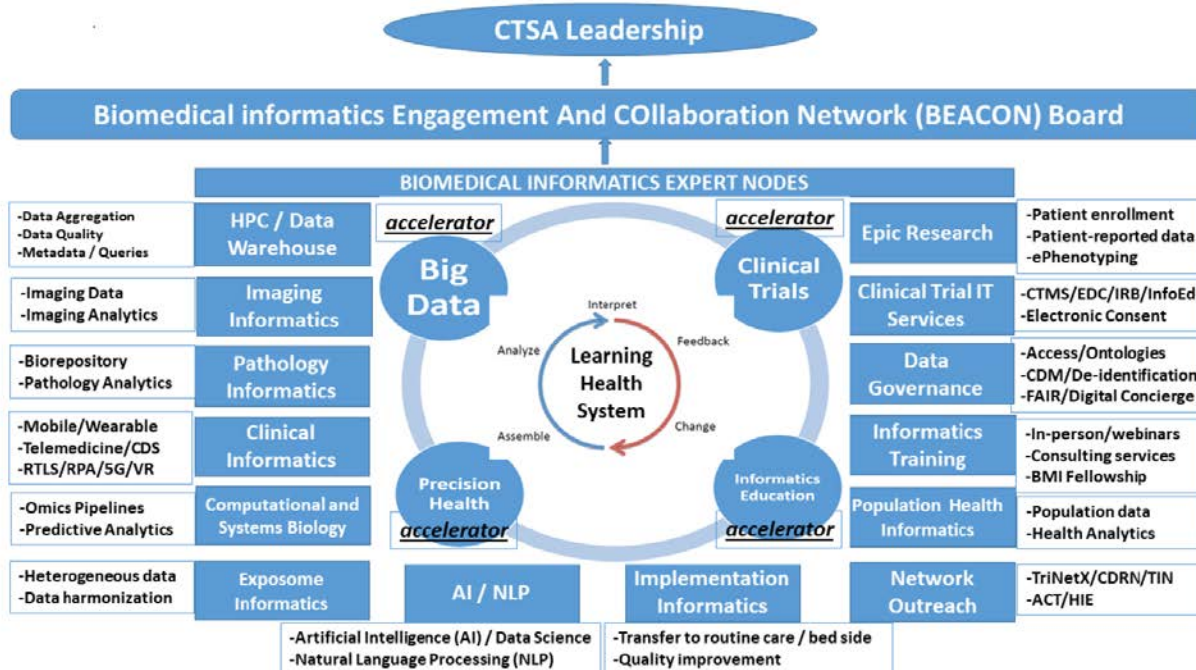 CTSA Leadership
Biomedical informatics Engagement And COllaboration Network (BEACON) Board
BIOMEDICAL INFORMATICS EXPERT NODES
-Data Aggregation
-Data Quality
-Metadata / Queries
HPC / Data
Warehouse
-Imaging Data
-Imaging Analytics
Imaging
Informatics
-Biorepository
-Pathology Analytics
Pathology
Informatics
-Mobile/Wearable
-Telemedicine/CDS
-RTLS/RPA/5G/VR
Clinical
Informatics
-Omics Pipelines
-Predictive Analytics
Computational and
Systems Biology
-Heterogeneous data
-Data harmonization
Exposome
Informatics
accelerator
Big
Data
accelerator
Clinical
Trials
Interpret
Analyze
Feedback
Learning
Health
System
Assemble
Change
Precision
Health
accelerator
Informatics
Education
accelerator
AI / NLP
-Artificial Intelligence (AI) / Data Science
-Natural Language Processing (NLP)
Implementation
Informatics
-Transfer to routine care / bed side
-Quality improvement
Epic Research
-Patient enrollment
-Patient-reported data
-ePhenotyping
Clinical Trial IT
Services
-CTMS/EDC/IRB/InfoEd
-Electronic Consent
Data
Governance
-Access/Ontologies
-CDM/De-identification
-FAIR/Digital Concierge
Informatics
Training
-In-person/webinars
-Consulting services
-BMI Fellowship
Population Health
Informatics
-Population data
-Health Analytics
Network
Outreach
-TriNetX/CDRN/TIN
-ACT/HIE